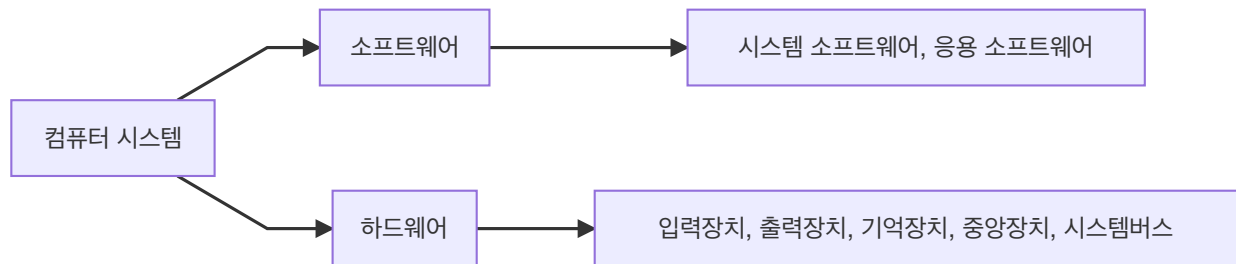 소프트웨어
시스템 소프트웨어, 응용 소프트웨어
컴퓨터 시스템
하드웨어
입력장치, 출력장치, 기억장치, 중앙장치, 시스템버스